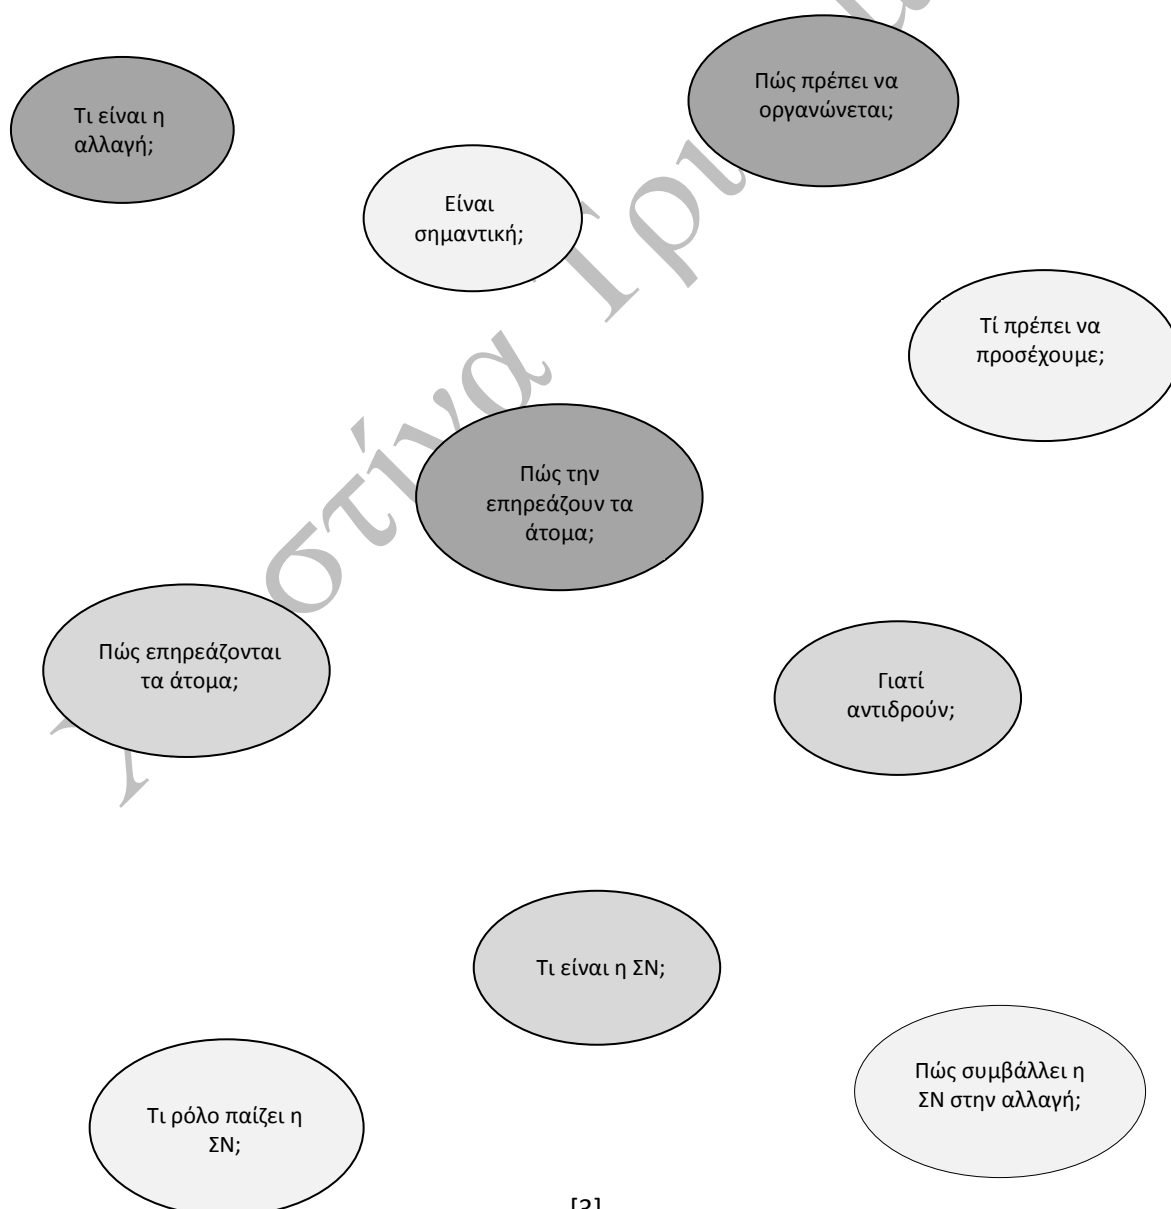 Πώς πρέπει να
οργανώνεται;
Τι είναι η
αλλαγή;
Είναι
σημαντική;
Τί πρέπει να
προσέχουμε;
Πώς την
επηρεάζουν τα
άτομα;
Πώς επηρεάζονται
τα άτομα;
Γιατί
αντιδρούν;
Τι είναι η ΣΝ;
Πώς συμβάλλει η
ΣΝ στην αλλαγή;
Τι ρόλο παίζει η
ΣΝ;